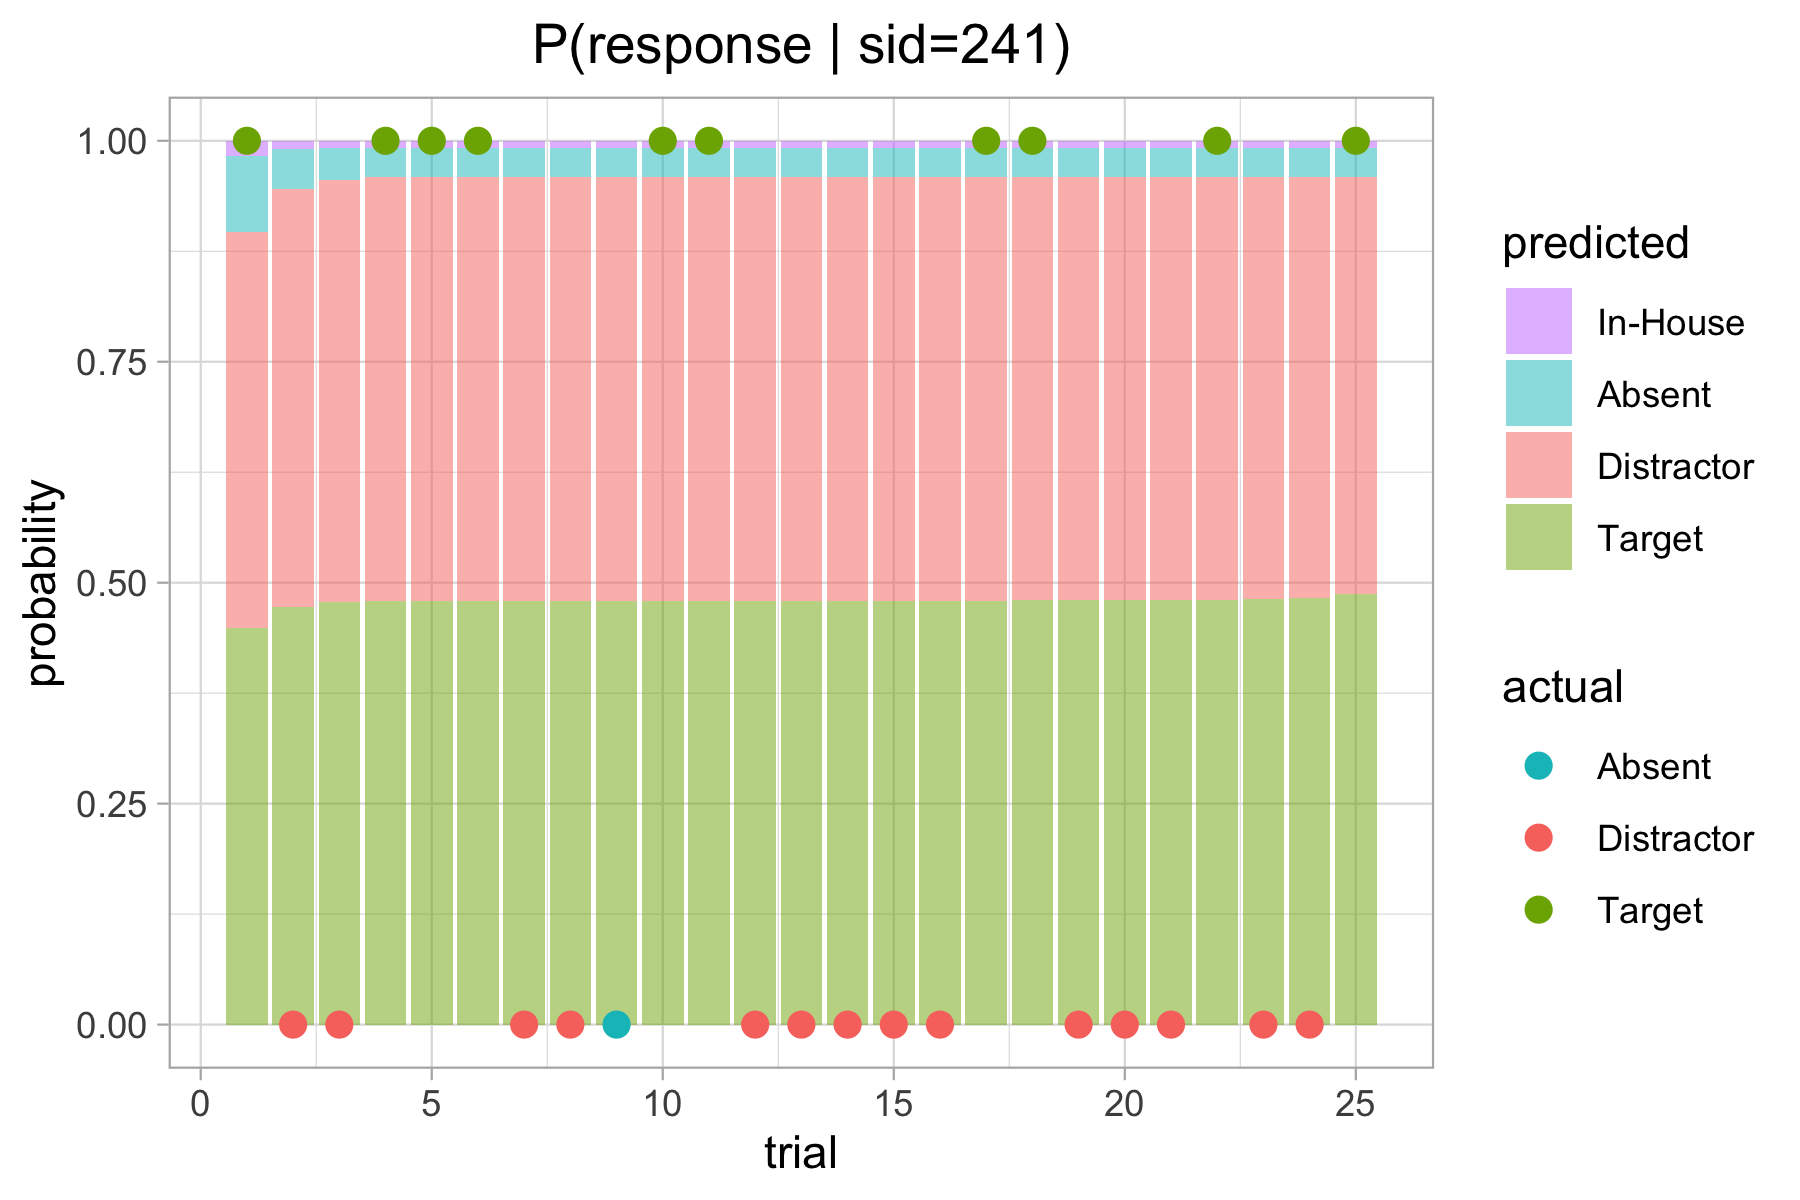 P(response | sid=241)
probability
1.00
0.75
0.50
0.25
0.00
0 5 10 15 20 25
trial
predicted
In-House
Absent
Distractor
Target
actual
Absent
Distractor
Target